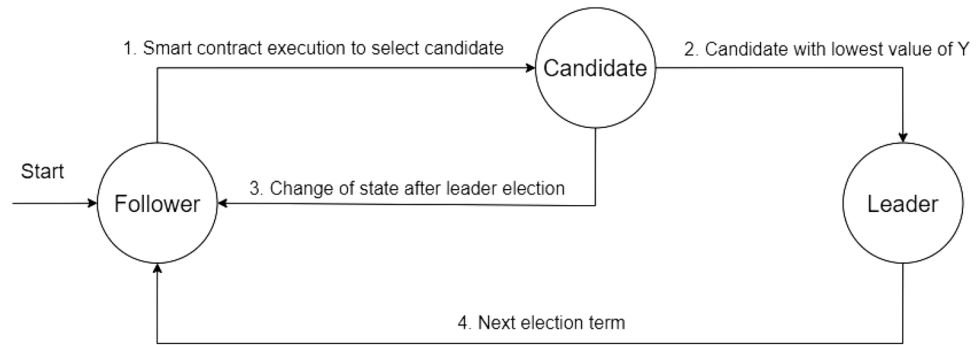 1. Smart contract execution to select candidate
2. Candidate with lowest value of Y
Candidate
Start
3. Change of state after leader election
Follower
Leader
4. Next election term